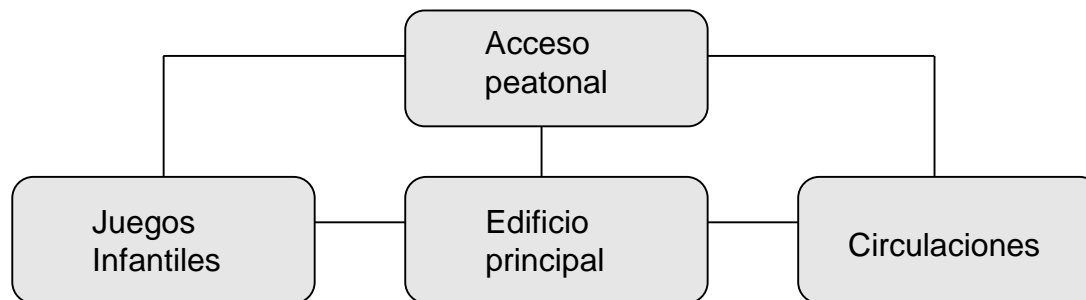 Acceso
peatonal
Juegos
Infantiles
Edificio
principal
Circulaciones